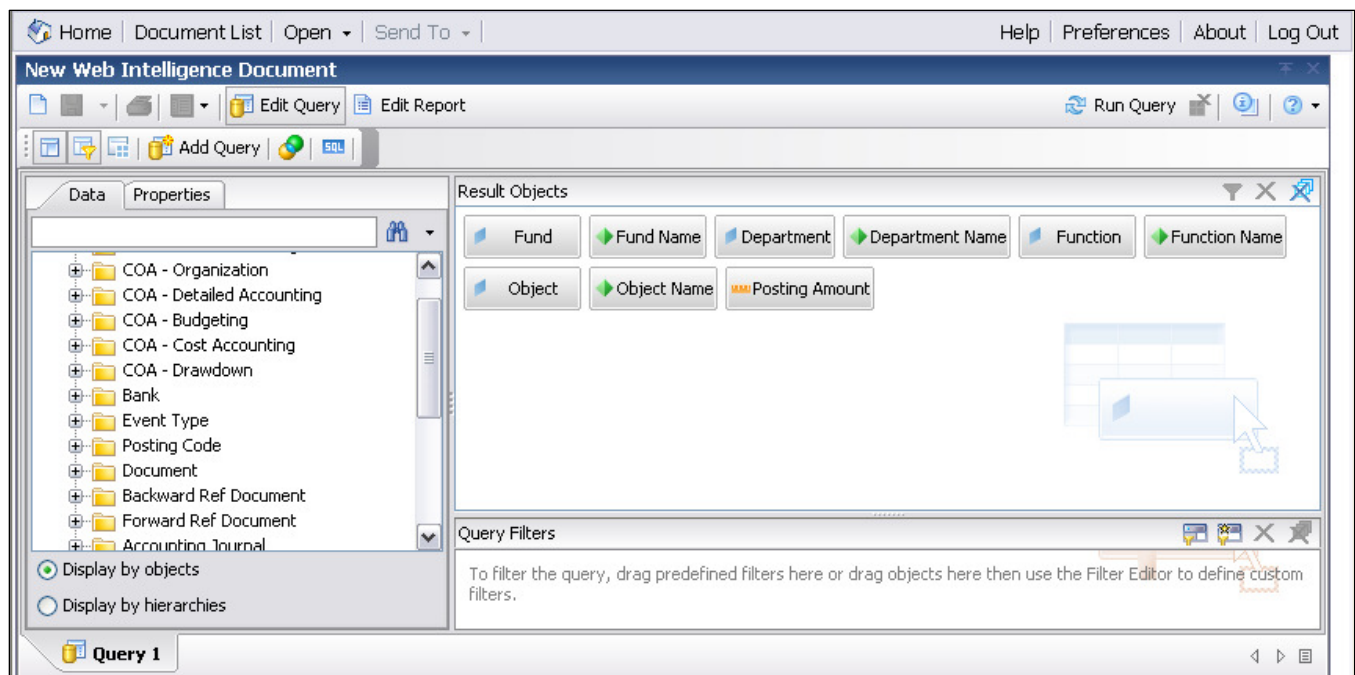 Home | Document List | Open | Send To | Help | Preferences | About | Log Out
New Web Intelligence Document
Edit Query Edit Report Run Query
Add Query SQL
Data Properties
Result Objects
Fund Fund Name Department Department Name Function Function Name
Object Object Name Posting Amount
COA - Organization
COA - Detailed Accounting
COA - Budgeting
COA - Cost Accounting
COA - Drawdown
Bank
Event Type
Posting Code
Document
Backward Ref Document
Forward Ref Document
Accounting Journal
Display by objects
Display by hierarchies
Query Filters
To filter the query, drag predefined filters here or drag objects here then use the Filter Editor to define custom
filters.
Query 1